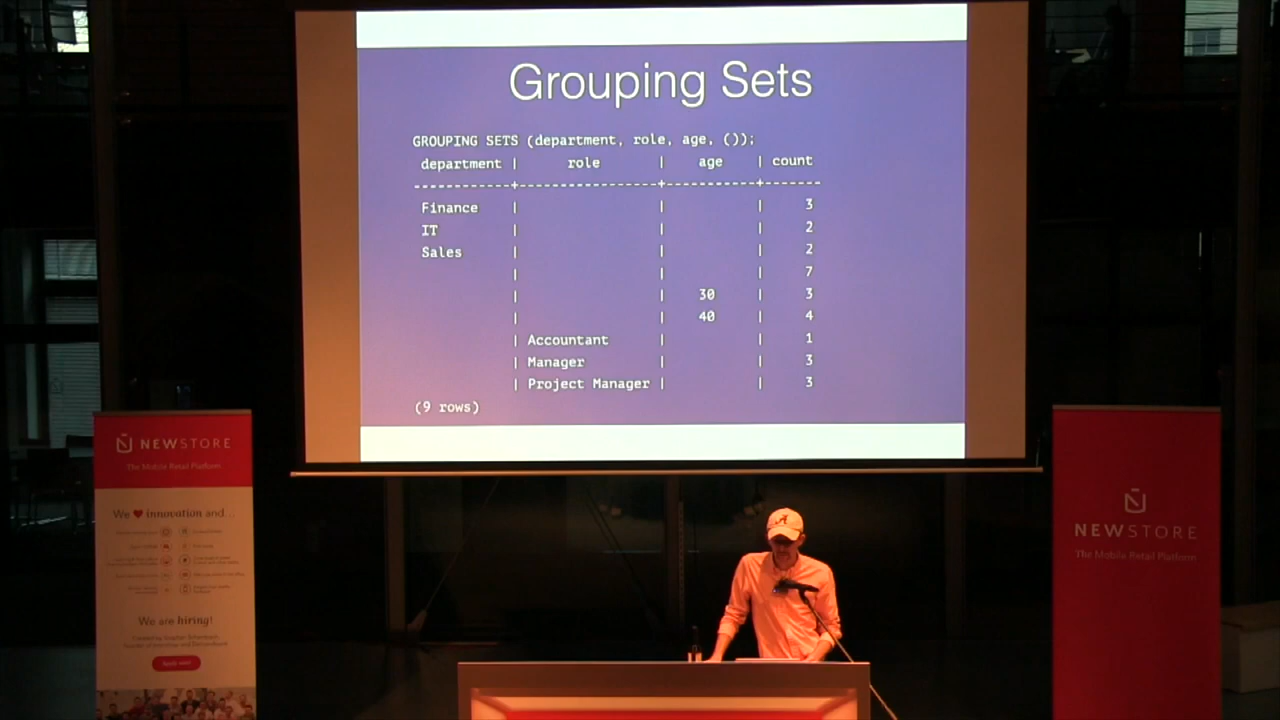 Grouping Sets
GROUPING SETS (department, role, age, ());
department | role | age | count
------------+------------------+------------+-------
Finance | | | 3
IT | | | 2
Sales | | | 2
| | | 7
| | 30 | 3
| | 40 | 4
| Accountant | | 1
| Manager | | 3
| Project Manager | | 3
(9 rows)
NEWSTORE
The Mobile Retail Platform
We ♥ innovation and...
We are hiring!
Apply now!
A
NEWSTORE
The Mobile Retail Platform